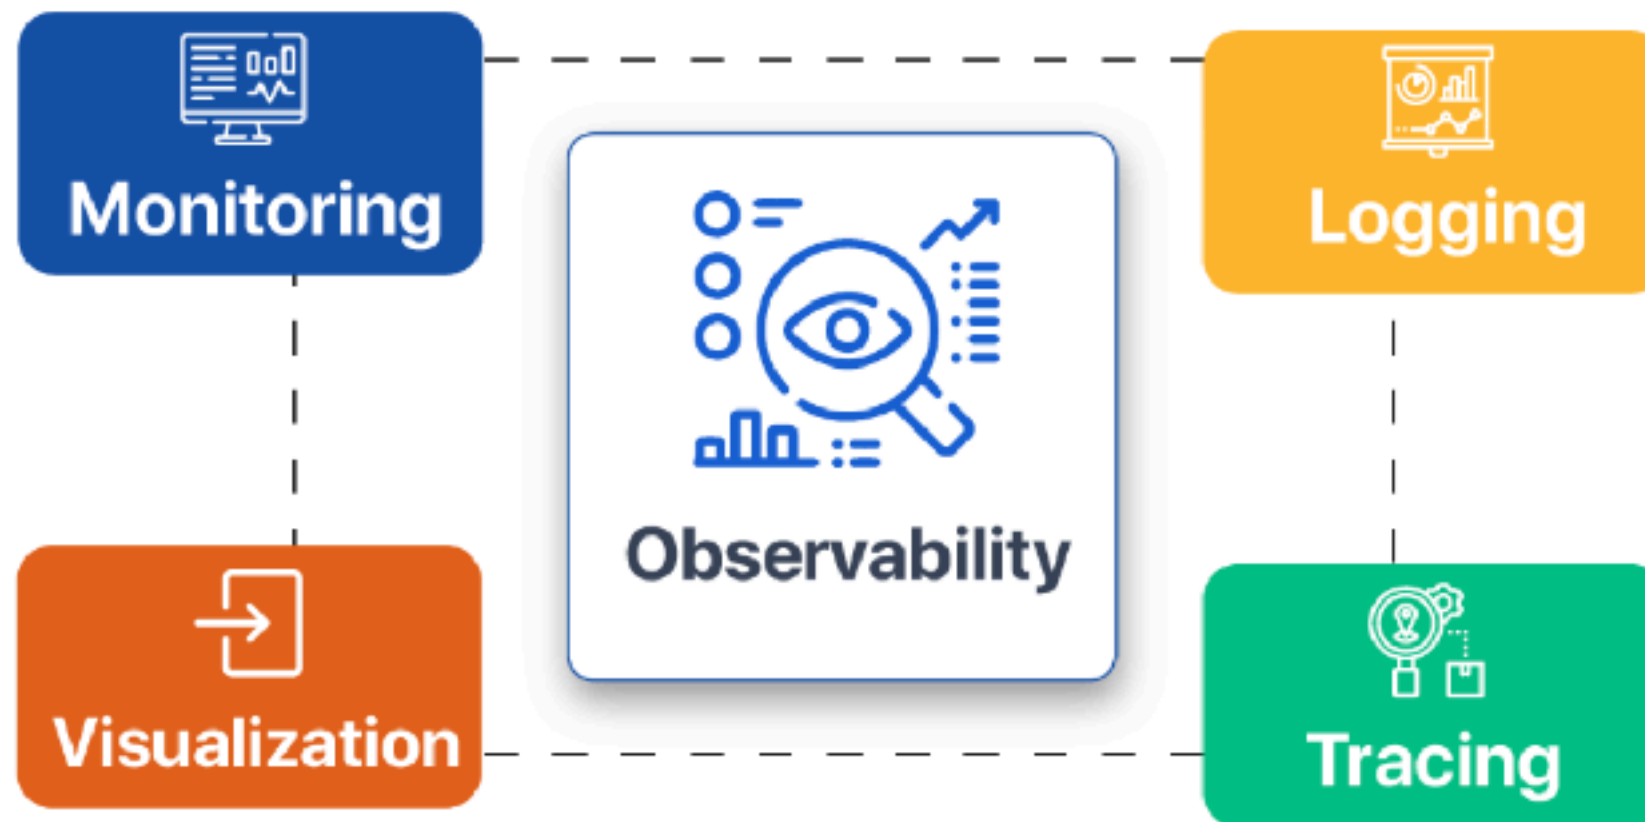 Monitoring
Logging
Observability
Visualization
Tracing